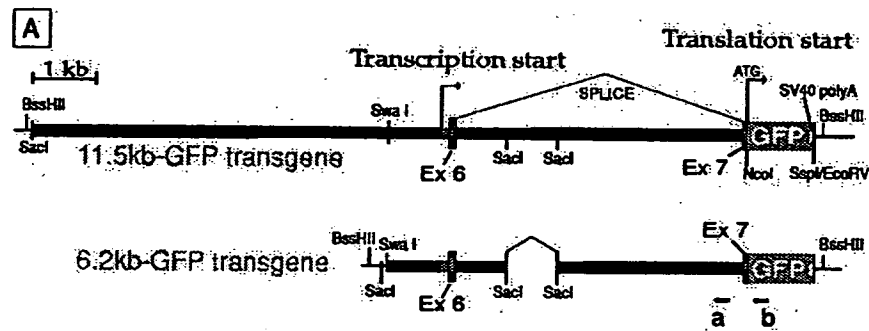 A
1 kb
Transcription start
Translation start
ATG
SPLICE
SV40 polyA
BssHII
Swa I
BssHII
GFP
SacI
11.5kb-GFP transgene
Ex 6
SacI
SacI
Ex 7
NcoI
SspI/EcoRV
BssHII
Swa I
Ex 7
BssHII
6.2kb-GFP transgene
GFP
SacI
Ex 6
SacI
SacI
a
b